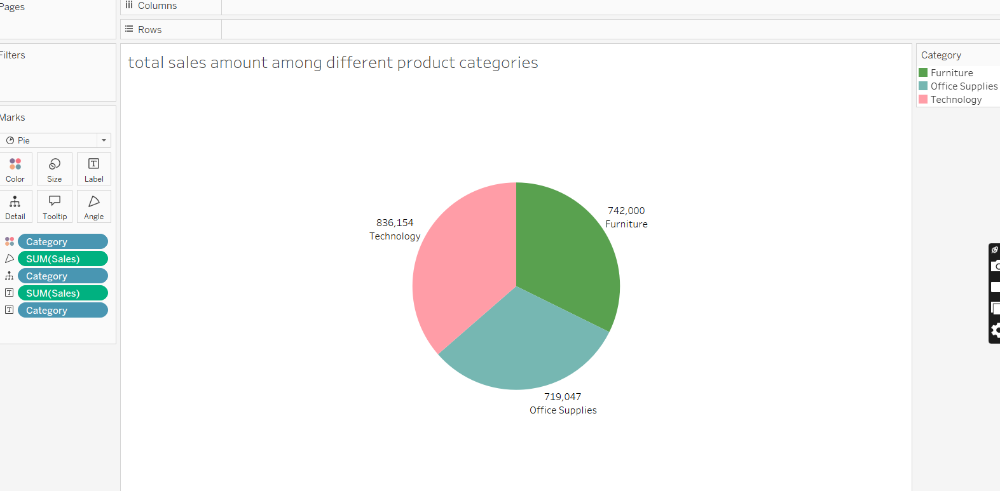 Pages
Columns
Rows
Filters
total sales amount among different product categories
Category
Furniture
Office Supplies
Technology
Marks
Pie
Color
Size
Label
Detail
Tooltip
Angle
Category
SUM(Sales)
Category
SUM(Sales)
Category
742,000
Furniture
836,154
Technology
719,047
Office Supplies